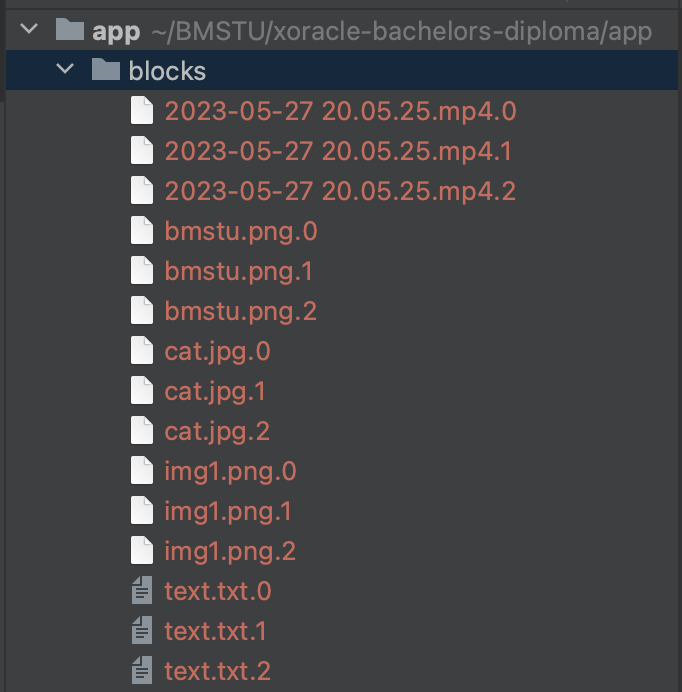 app ~/BMSTU/xoracle-bachelors-diploma/app
blocks
2023-05-27 20.05.25.mp4.0
2023-05-27 20.05.25.mp4.1
2023-05-27 20.05.25.mp4.2
bmstu.png.0
bmstu.png.1
bmstu.png.2
cat.jpg.0
cat.jpg.1
cat.jpg.2
img1.png.0
img1.png.1
img1.png.2
text.txt.0
text.txt.1
text.txt.2